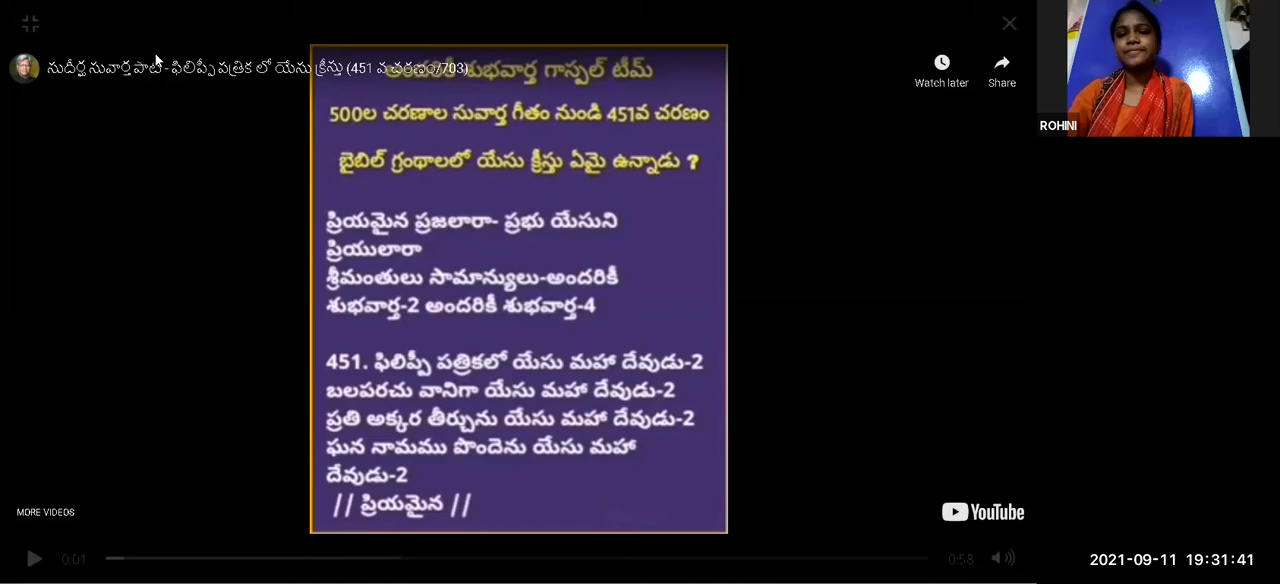 సుదీర్ఘ సువార్త పాట - ఫిలిప్పీ పత్రిక లో యేసు క్రీస్తు (451 వ చరణం/703)
శుభవార్త గాస్పల్ టీమ్
Watch later
Share
ROHINI
500ల చరణాల సువార్త గీతం నుండి 451వ చరణం
బైబిల్ గ్రంథాలలో యేసు క్రీస్తు ఏమై ఉన్నాడు ?
ప్రియమైన ప్రజలారా- ప్రభు యేసుని
ప్రియులారా
శ్రీమంతులు సామాన్యులు-అందరికీ
శుభవార్త-2 అందరికీ శుభవార్త-4
451. ఫిలిప్పీ పత్రికలో యేసు మహా దేవుడు-2
బలపరచు వానిగా యేసు మహా దేవుడు-2
ప్రతి అక్కర తీర్చును యేసు మహా దేవుడు-2
ఘన నామము పొందెను యేసు మహా
దేవుడు-2
// ప్రియమైన //
MORE VIDEOS
YouTube
0:01
0:58
2021-09-11 19:31:41